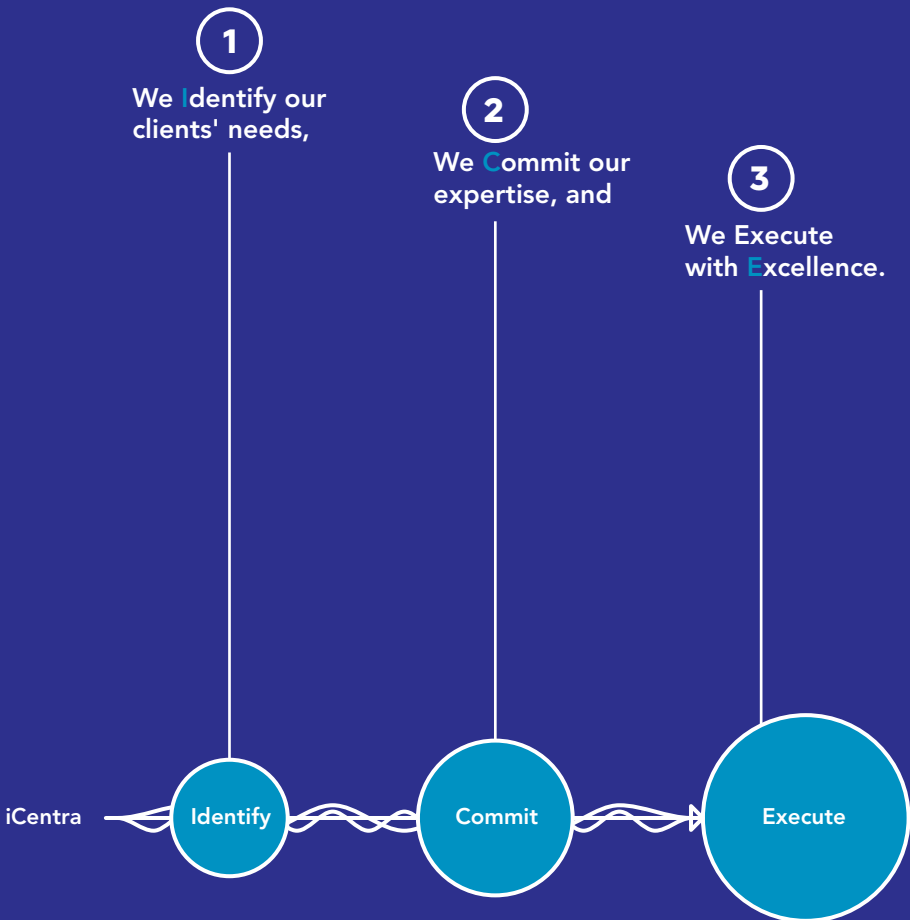 1
We Identify our
clients' needs,
2
We Commit our
expertise, and
3
We Execute
with Excellence.
iCentra
Identify
Commit
Execute